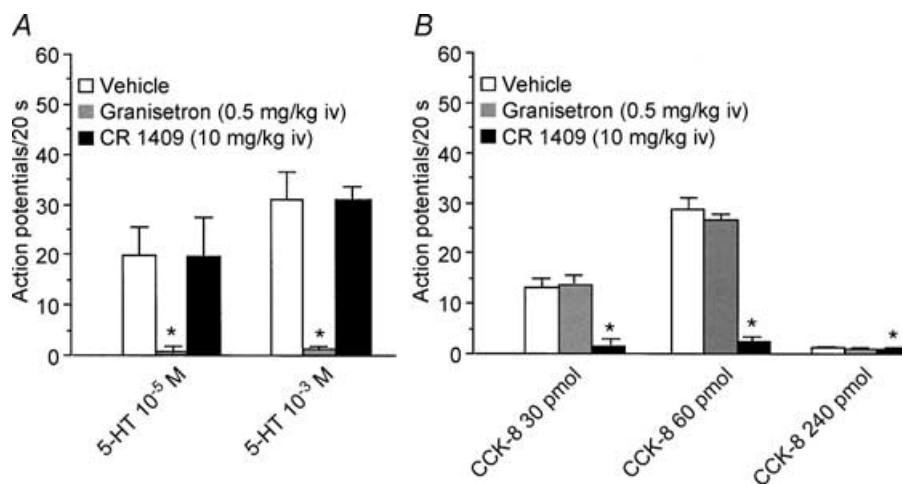 A
Action potentials/20 s
60
50
40
30
20
10
0
Vehicle
Granisetron (0.5 mg/kg iv)
CR 1409 (10 mg/kg iv)
*
*
5-HT 10⁻⁵ M
5-HT 10⁻³ M
B
Action potentials/20 s
60
50
40
30
20
10
0
Vehicle
Granisetron (0.5 mg/kg iv)
CR 1409 (10 mg/kg iv)
*
*
*
CCK-8 30 pmol
CCK-8 60 pmol
CCK-8 240 pmol